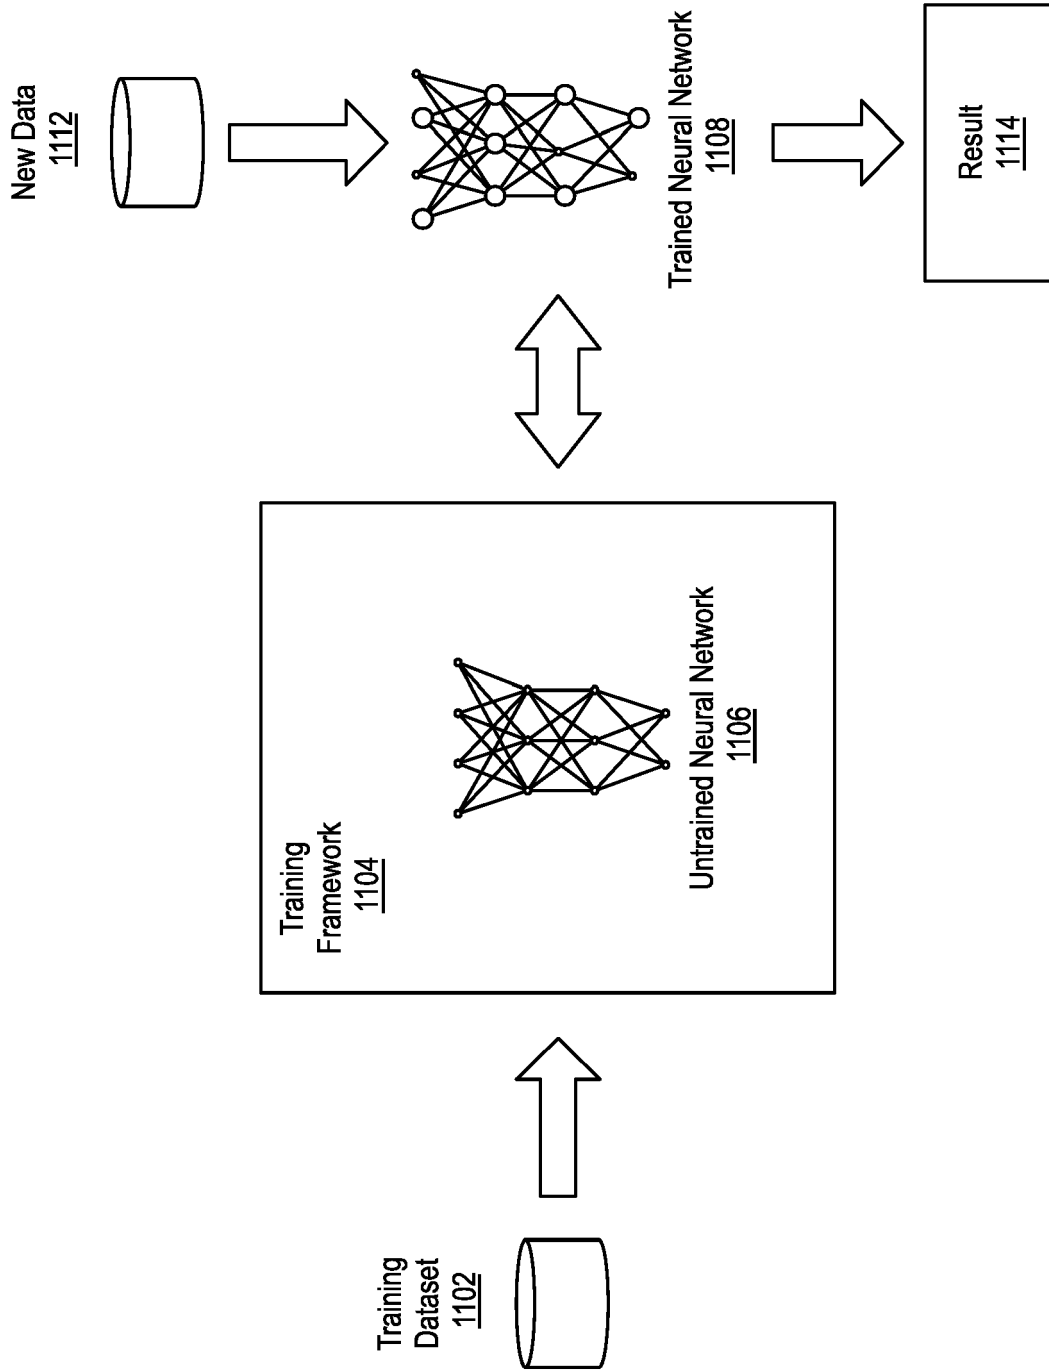 Training
Dataset
1102
Training
Framework
1104
Untrained Neural Network
1106
New Data
1112
Trained Neural Network
1108
Result
1114